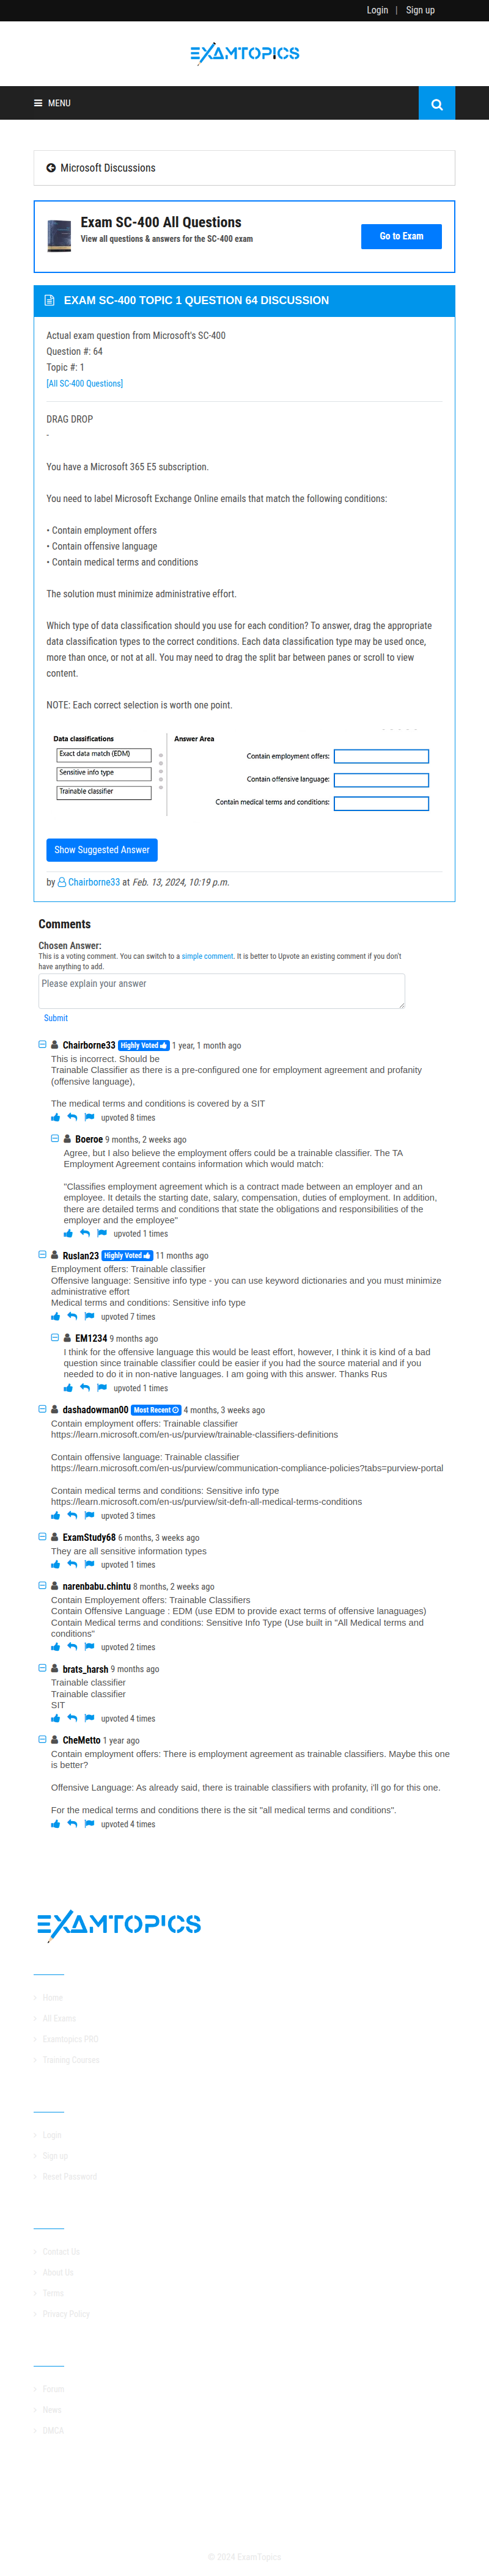 Login | Sign up
EXAMTOPICS
MENU
Microsoft Discussions
Exam SC-400 All Questions
View all questions & answers for the SC-400 exam
Go to Exam
EXAM SC-400 TOPIC 1 QUESTION 64 DISCUSSION
Actual exam question from Microsoft's SC-400
Question #: 64
Topic #: 1
[All SC-400 Questions]
DRAG DROP
-
You have a Microsoft 365 E5 subscription.
You need to label Microsoft Exchange Online emails that match the following conditions:
• Contain employment offers
• Contain offensive language
• Contain medical terms and conditions
The solution must minimize administrative effort.
Which type of data classification should you use for each condition? To answer, drag the appropriate
data classification types to the correct conditions. Each data classification type may be used once,
more than once, or not at all. You may need to drag the split bar between panes or scroll to view
content.
NOTE: Each correct selection is worth one point.
Data classifications
Exact data match (EDM)
Sensitive info type
Trainable classifier
Answer Area
Contain employment offers:
Contain offensive language:
Contain medical terms and conditions:
Show Suggested Answer
by Chairborne33 at Feb. 13, 2024, 10:19 p.m.
Comments
Chosen Answer:
This is a voting comment. You can switch to a simple comment. It is better to Upvote an existing comment if you don't
have anything to add.
Please explain your answer
Submit
Chairborne33 Highly Voted 1 year, 1 month ago
This is incorrect. Should be
Trainable Classifier as there is a pre-configured one for employment agreement and profanity
(offensive language),
The medical terms and conditions is covered by a SIT
upvoted 8 times
Boeroe 9 months, 2 weeks ago
Agree, but I also believe the employment offers could be a trainable classifier. The TA
Employment Agreement contains information which would match:
"Classifies employment agreement which is a contract made between an employer and an
employee. It details the starting date, salary, compensation, duties of employment. In addition,
there are detailed terms and conditions that state the obligations and responsibilities of the
employer and the employee"
upvoted 1 times
Ruslan23 Highly Voted 11 months ago
Employment offers: Trainable classifier
Offensive language: Sensitive info type - you can use keyword dictionaries and you must minimize
administrative effort
Medical terms and conditions: Sensitive info type
upvoted 7 times
EM1234 9 months ago
I think for the offensive language this would be least effort, however, I think it is kind of a bad
question since trainable classifier could be easier if you had the source material and if you
needed to do it in non-native languages. I am going with this answer. Thanks Rus
upvoted 1 times
dashadowman00 Most Recent 4 months, 3 weeks ago
Contain employment offers: Trainable classifier
https://learn.microsoft.com/en-us/purview/trainable-classifiers-definitions
Contain offensive language: Trainable classifier
https://learn.microsoft.com/en-us/purview/communication-compliance-policies?tabs=purview-portal
Contain medical terms and conditions: Sensitive info type
https://learn.microsoft.com/en-us/purview/sit-defn-all-medical-terms-conditions
upvoted 3 times
ExamStudy68 6 months, 3 weeks ago
They are all sensitive information types
upvoted 1 times
narenbabu.chintu 8 months, 2 weeks ago
Contain Employement offers: Trainable Classifiers
Contain Offensive Language : EDM (use EDM to provide exact terms of offensive lanaguages)
Contain Medical Terms and conditions: Sensitive Info Type (Use built in "All Medical terms and
conditions"
upvoted 2 times
brats_harsh 9 months ago
Trainable classifier
Trainable classifier
SIT
upvoted 4 times
CheMetto 1 year ago
Contain employment offers: There is employment agreement as trainable classifiers. Maybe this one
is better?
Offensive Language: As already said, there is trainable classifiers with profanity, i'll go for this one.
For the medical terms and conditions there is the sit "all medical terms and conditions".
upvoted 4 times
EXAMTOPICS
Home
All Exams
Examtopics PRO
Training Courses
Login
Sign up
Reset Password
Contact Us
About Us
Terms
Privacy Policy
Forum
News
DMCA
© 2024 ExamTopics